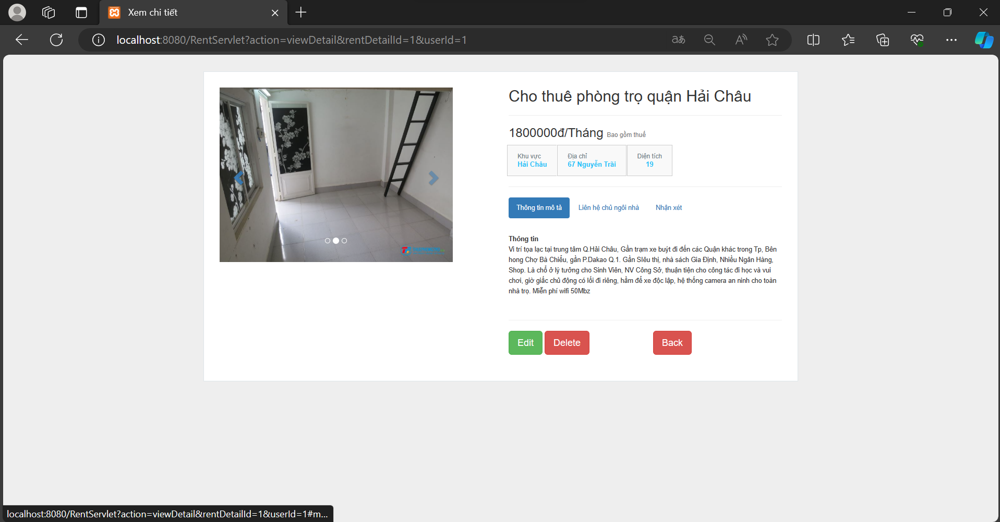 Xem chi tiết
localhost:8080/RentServlet?action=viewDetail&rentDetailId=1&userId=1
Cho thuê phòng trọ quận Hải Châu
1800000đ/Tháng Bao gồm thuế
Khu vực
Hải Châu
Địa chỉ
67 Nguyễn Trãi
Diện tích
19
Thông tin mô tả
Liên hệ chủ ngôi nhà
Nhận xét
Thông tin
Vi trí tọa lạc tại trung tâm Q.Hải Châu, Gần trạm xe buýt đi đến các Quận khác trong Tp, Bên
hong Chợ Bà Chiểu, gần P.Dakao Q.1. Gần SIêu thị, nhà sách Gia Định, Nhiều Ngân Hàng,
Shop. Là chổ ở lý tưởng cho Sinh Viên, NV Công Sở, thuận tiện cho công tác đi học và vui
chơi, giờ giấc chủ động có lối đi riêng, hầm để xe độc lập, hệ thống camera an ninh cho toàn
nhà trọ. Miễn phí wifi 50Mbz
Edit
Delete
Back
localhost:8080/RentServlet?action=viewDetail&rentDetailId=1&userId=1#m...